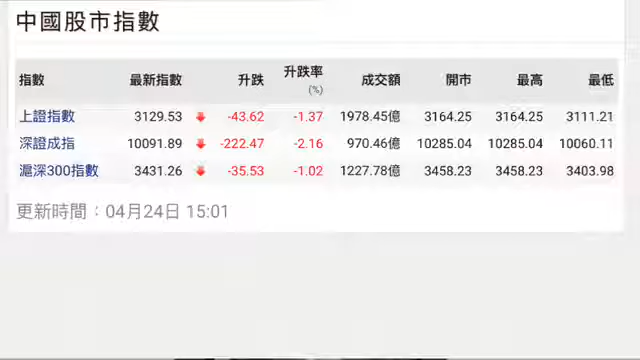 中國股市指數
指數 最新指數 升跌 升跌率(%) 成交額 開市 最高 最低
上證指數 3129.53 -43.62 -1.37 1978.45億 3164.25 3164.25 3111.21
深證成指 10091.89 -222.47 -2.16 970.46億 10285.04 10285.04 10060.11
滬深300指數 3431.26 -35.53 -1.02 1227.78億 3458.23 3458.23 3403.98
更新時間：04月24日 15:01